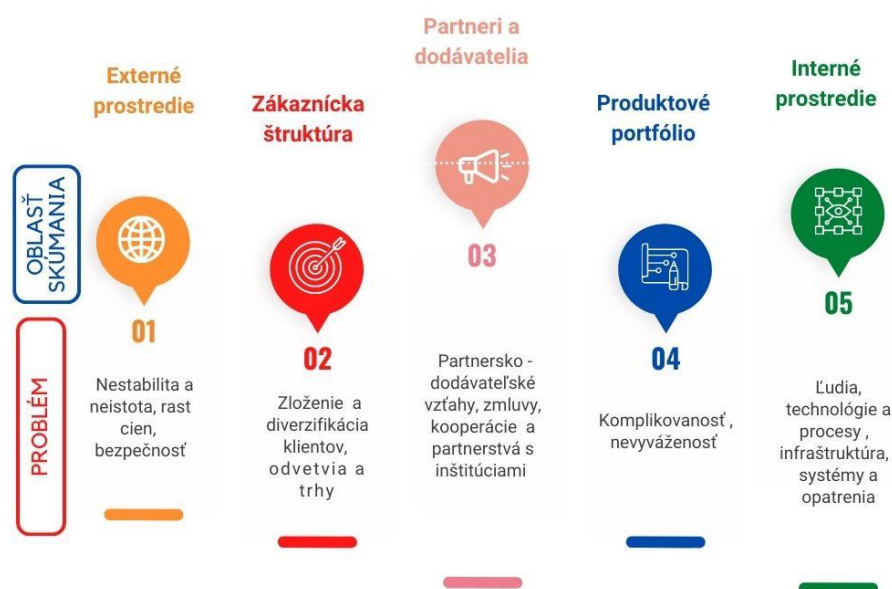 OBLASŤ
SKÚMANIA
PROBLÉM
Externé
prostredie
01
Nestabilita a
neistota, rast
cien,
bezpečnosť
Zákaznícka
štruktúra
02
Zloženie a
diverzifikácia
klientov,
odvetvia a
trhy
Partneri a
dodávatelia
03
Partnersko -
dodávateľské
vzťahy, zmluvy,
kooperácie a
partnerstvá s
inštitúciami
Produktové
portfólio
04
Komplikovanosť ,
nevyváženosť
Interné
prostredie
05
Ľudia,
technológie a
procesy ,
infraštruktúra,
systémy a
opatrenia